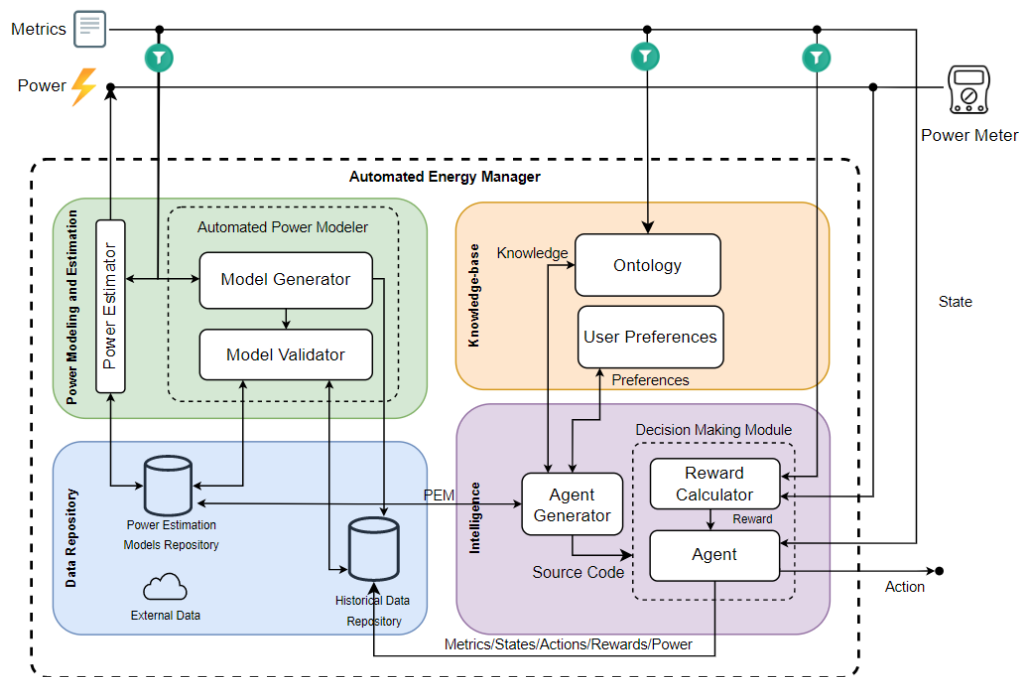 Metrics
Power
Power Meter
Automated Energy Manager
Power Modeling and Estimation
Automated Power Modeler
Power Estimator
Model Generator
Model Validator
Knowledge-base
Knowledge
Ontology
User Preferences
Preferences
State
Data Repository
Power Estimation
Models Repository
External Data
Historical Data
Repository
PEM
Intelligence
Agent
Generator
Source Code
Decision Making Module
Reward
Calculator
Reward
Agent
Action
Metrics/States/Actions/Rewards/Power